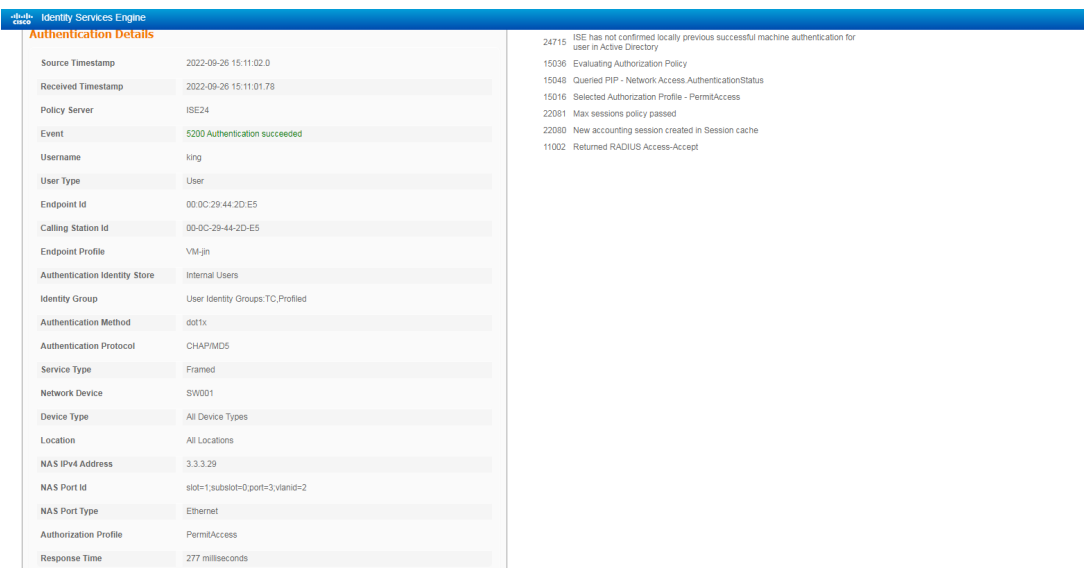 cisco Identity Services Engine
Authentication Details
Source Timestamp 2022-09-26 15:11:02.0
Received Timestamp 2022-09-26 15:11:01.78
Policy Server ISE24
Event 5200 Authentication succeeded
Username king
User Type User
Endpoint Id 00:0C:29:44:2D:E5
Calling Station Id 00-0C-29-44-2D-E5
Endpoint Profile VM-jin
Authentication Identity Store Internal Users
Identity Group User Identity Groups:TC,Profiled
Authentication Method dot1x
Authentication Protocol CHAP/MD5
Service Type Framed
Network Device SW001
Device Type All Device Types
Location All Locations
NAS IPv4 Address 3.3.3.29
NAS Port Id slot=1;subslot=0;port=3;vlanid=2
NAS Port Type Ethernet
Authorization Profile PermitAccess
Response Time 277 milliseconds
24715 ISE has not confirmed locally previous successful machine authentication for
user in Active Directory
15036 Evaluating Authorization Policy
15048 Queried PIP - Network Access.AuthenticationStatus
15016 Selected Authorization Profile - PermitAccess
22081 Max sessions policy passed
22080 New accounting session created in Session cache
11002 Returned RADIUS Access-Accept